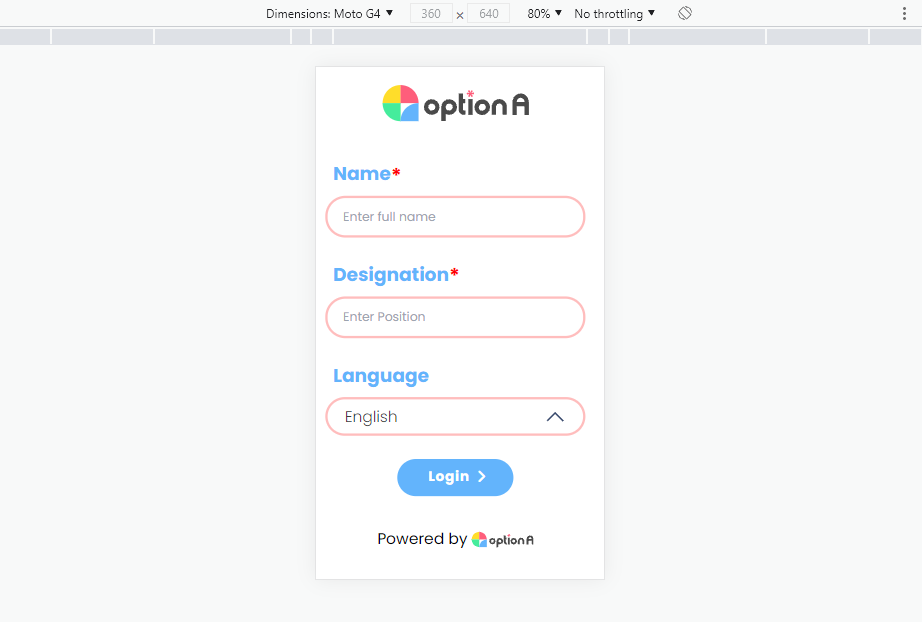 Dimensions: Moto G4 ▼ 360 × 640 80% ▼ No throttling ▼
option A
Name*
Enter full name
Designation*
Enter Position
Language
English
Login
Powered by option A